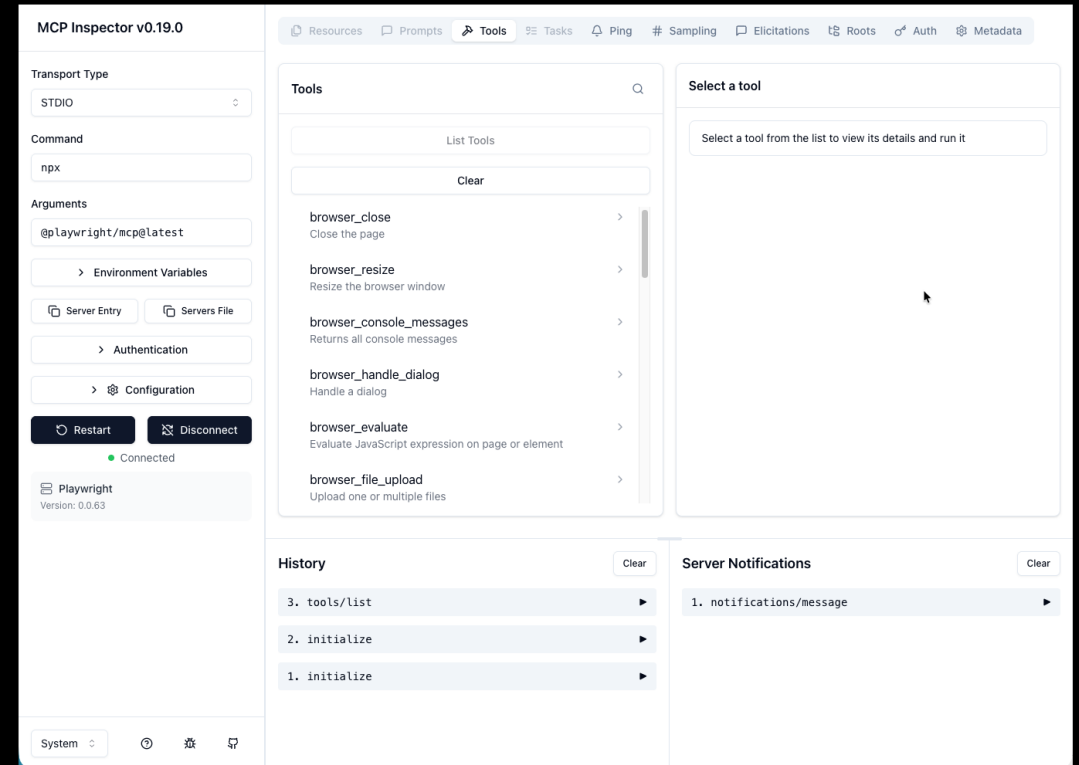 MCP Inspector v0.19.0
Transport Type
STDIO
Command
npx
Arguments
@playwright/mcp@latest
Environment Variables
Server Entry
Servers File
Authentication
Configuration
Restart
Disconnect
Connected
Playwright
Version: 0.0.63
System
Resources
Prompts
Tools
Tasks
Ping
Sampling
Elicitations
Roots
Auth
Metadata
Tools
List Tools
Clear
browser_close
Close the page
browser_resize
Resize the browser window
browser_console_messages
Returns all console messages
browser_handle_dialog
Handle a dialog
browser_evaluate
Evaluate JavaScript expression on page or element
browser_file_upload
Upload one or multiple files
Select a tool
Select a tool from the list to view its details and run it
History
Clear
3. tools/list
2. initialize
1. initialize
Server Notifications
Clear
1. notifications/message